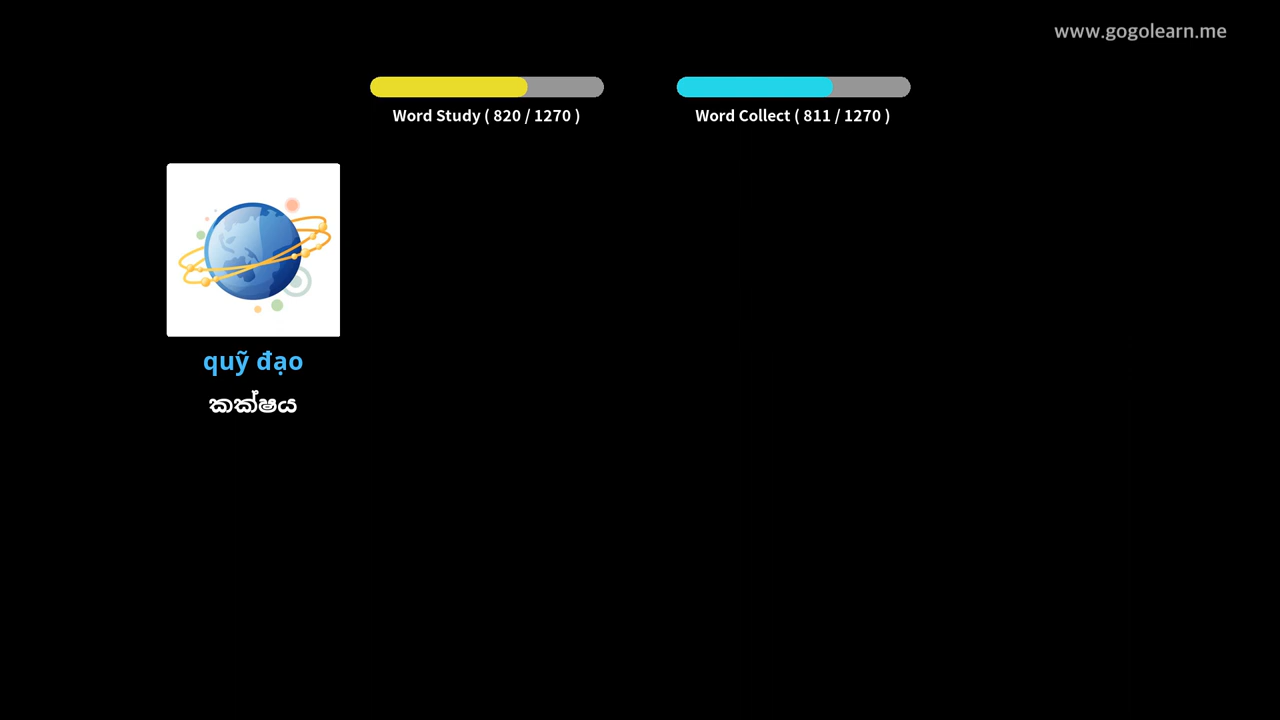 www.gogolearn.me
Word Study ( 820 / 1270 )
Word Collect ( 811 / 1270 )
quỹ đạo
කක්ෂය